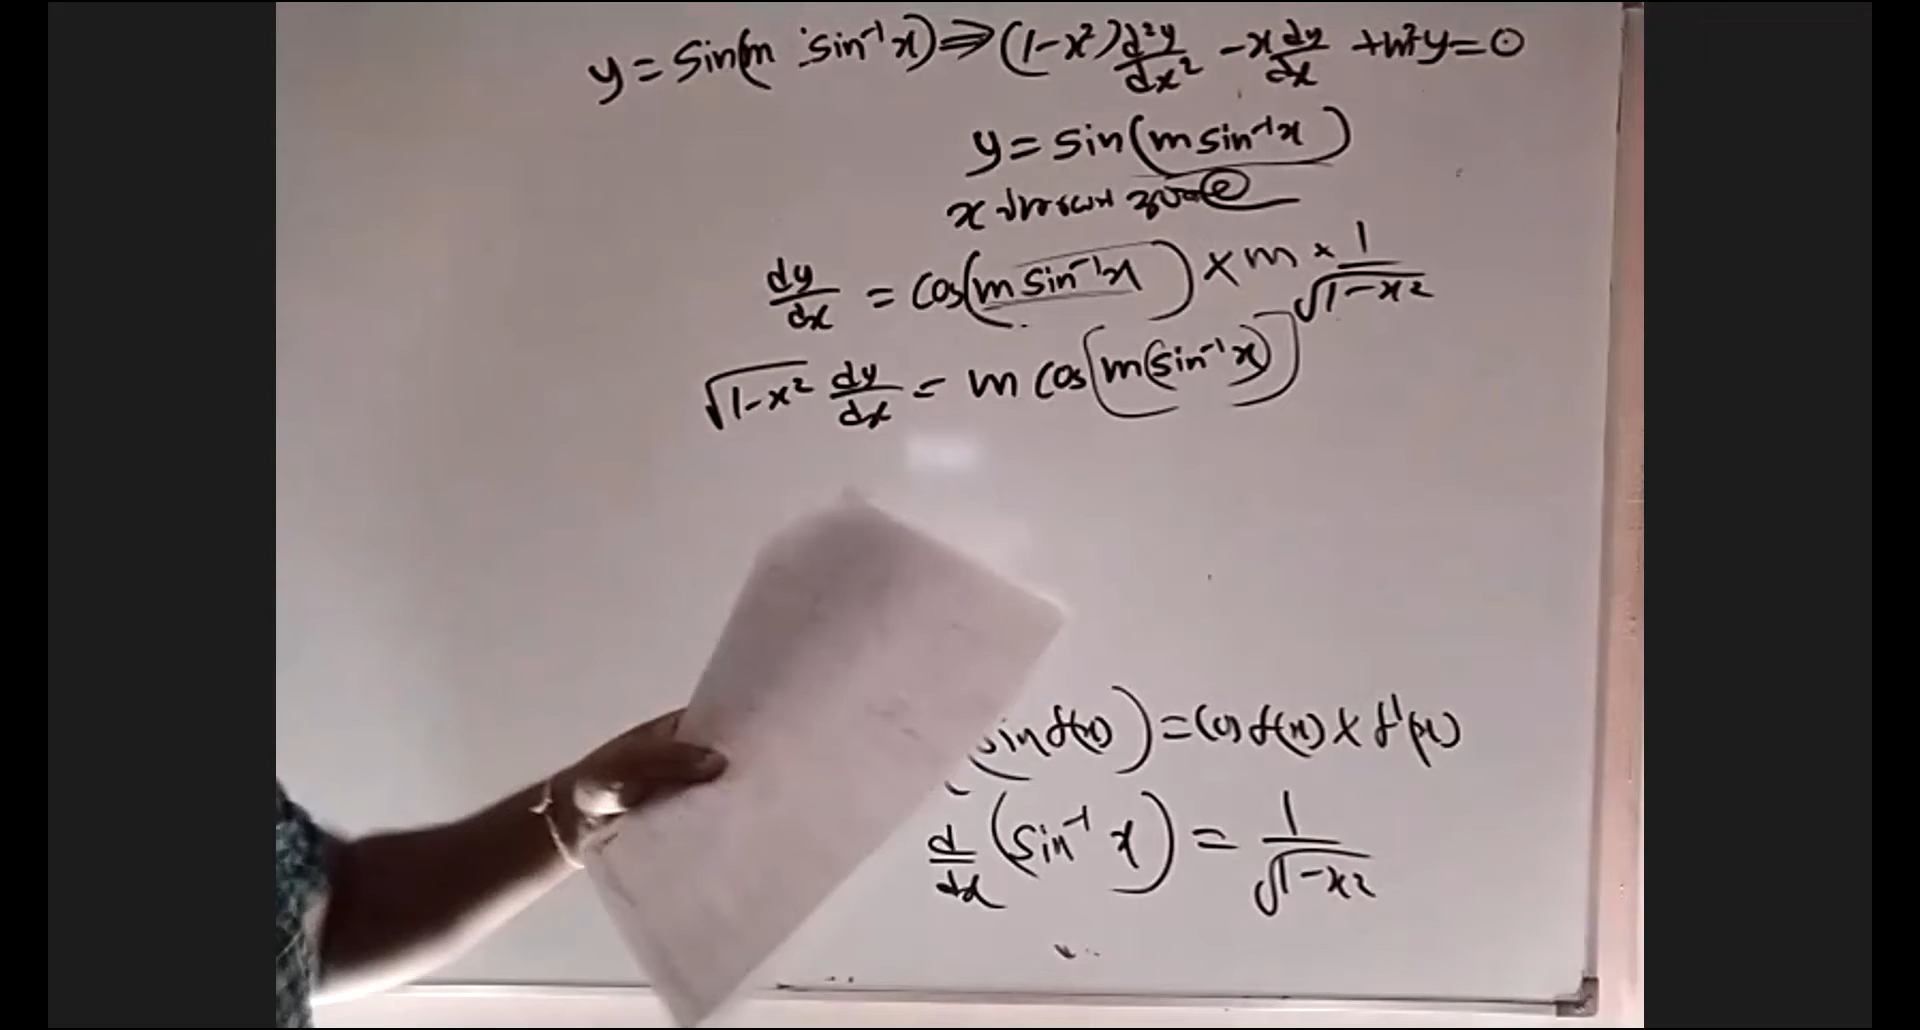 y = sin(m sin⁻¹x) ⇒ (1-x²) d²y/dx² - x dy/dx + m²y = 0
y = sin(m sin⁻¹x)
x
dy/dx = cos(m sin⁻¹x) × m × 1/√1-x²
√1-x² dy/dx = m cos[m(sin⁻¹x)]
sin f(x)) = cos f(x) × f¹(x)
d/dx (sin⁻¹ x) = 1/√1-x²